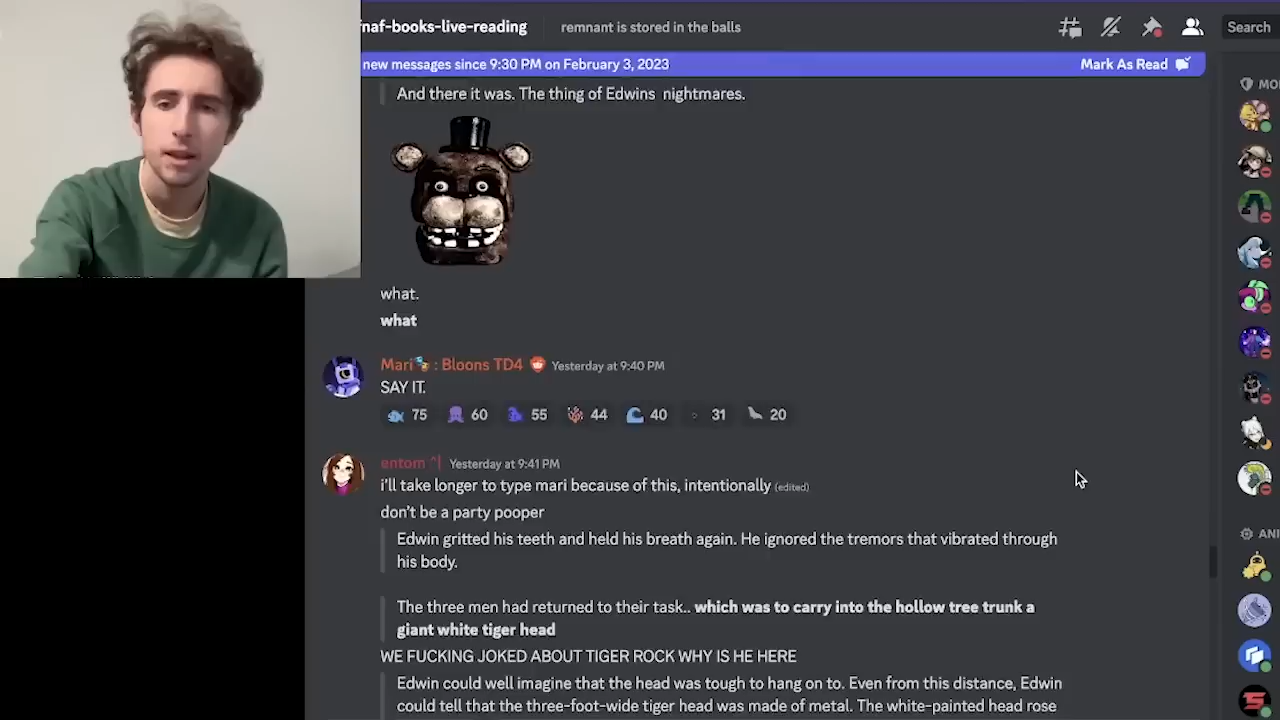 fnaf-books-live-reading
remnant is stored in the balls
Search
new messages since 9:30 PM on February 3, 2023
Mark As Read
MO
And there it was. The thing of Edwins nightmares.
what.
what
Mari : Bloons TD4 Yesterday at 9:40 PM
SAY IT.
75 60 55 44 40 31 20
entom ^| Yesterday at 9:41 PM
i'll take longer to type mari because of this, intentionally (edited)
don't be a party pooper
ANI
Edwin gritted his teeth and held his breath again. He ignored the tremors that vibrated through
his body.
The three men had returned to their task.. which was to carry into the hollow tree trunk a
giant white tiger head
WE FUCKING JOKED ABOUT TIGER ROCK WHY IS HE HERE
Edwin could well imagine that the head was tough to hang on to. Even from this distance, Edwin
could tell that the three-foot-wide tiger head was made of metal. The white-painted head rose